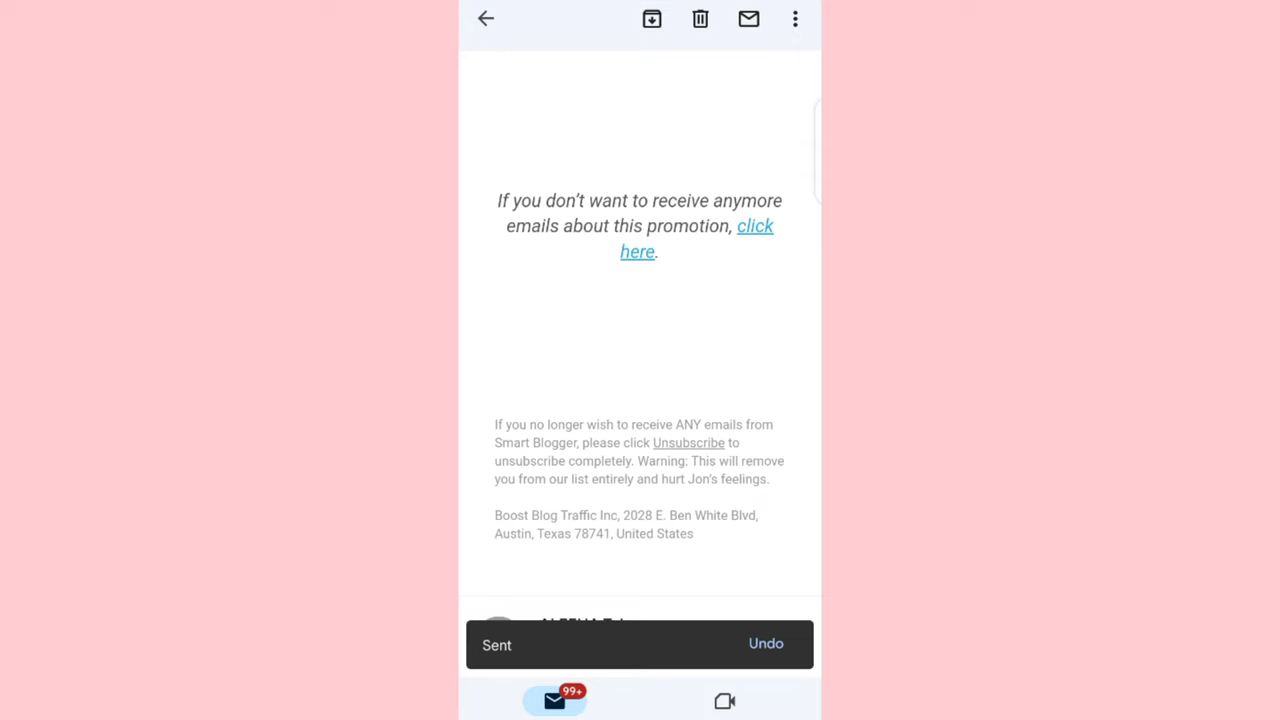 If you don't want to receive anymore
emails about this promotion, click
here.
If you no longer wish to receive ANY emails from
Smart Blogger, please click Unsubscribe to
unsubscribe completely. Warning: This will remove
you from our list entirely and hurt Jon's feelings.
Boost Blog Traffic Inc, 2028 E. Ben White Blvd,
Austin, Texas 78741, United States
Sent Undo
99+